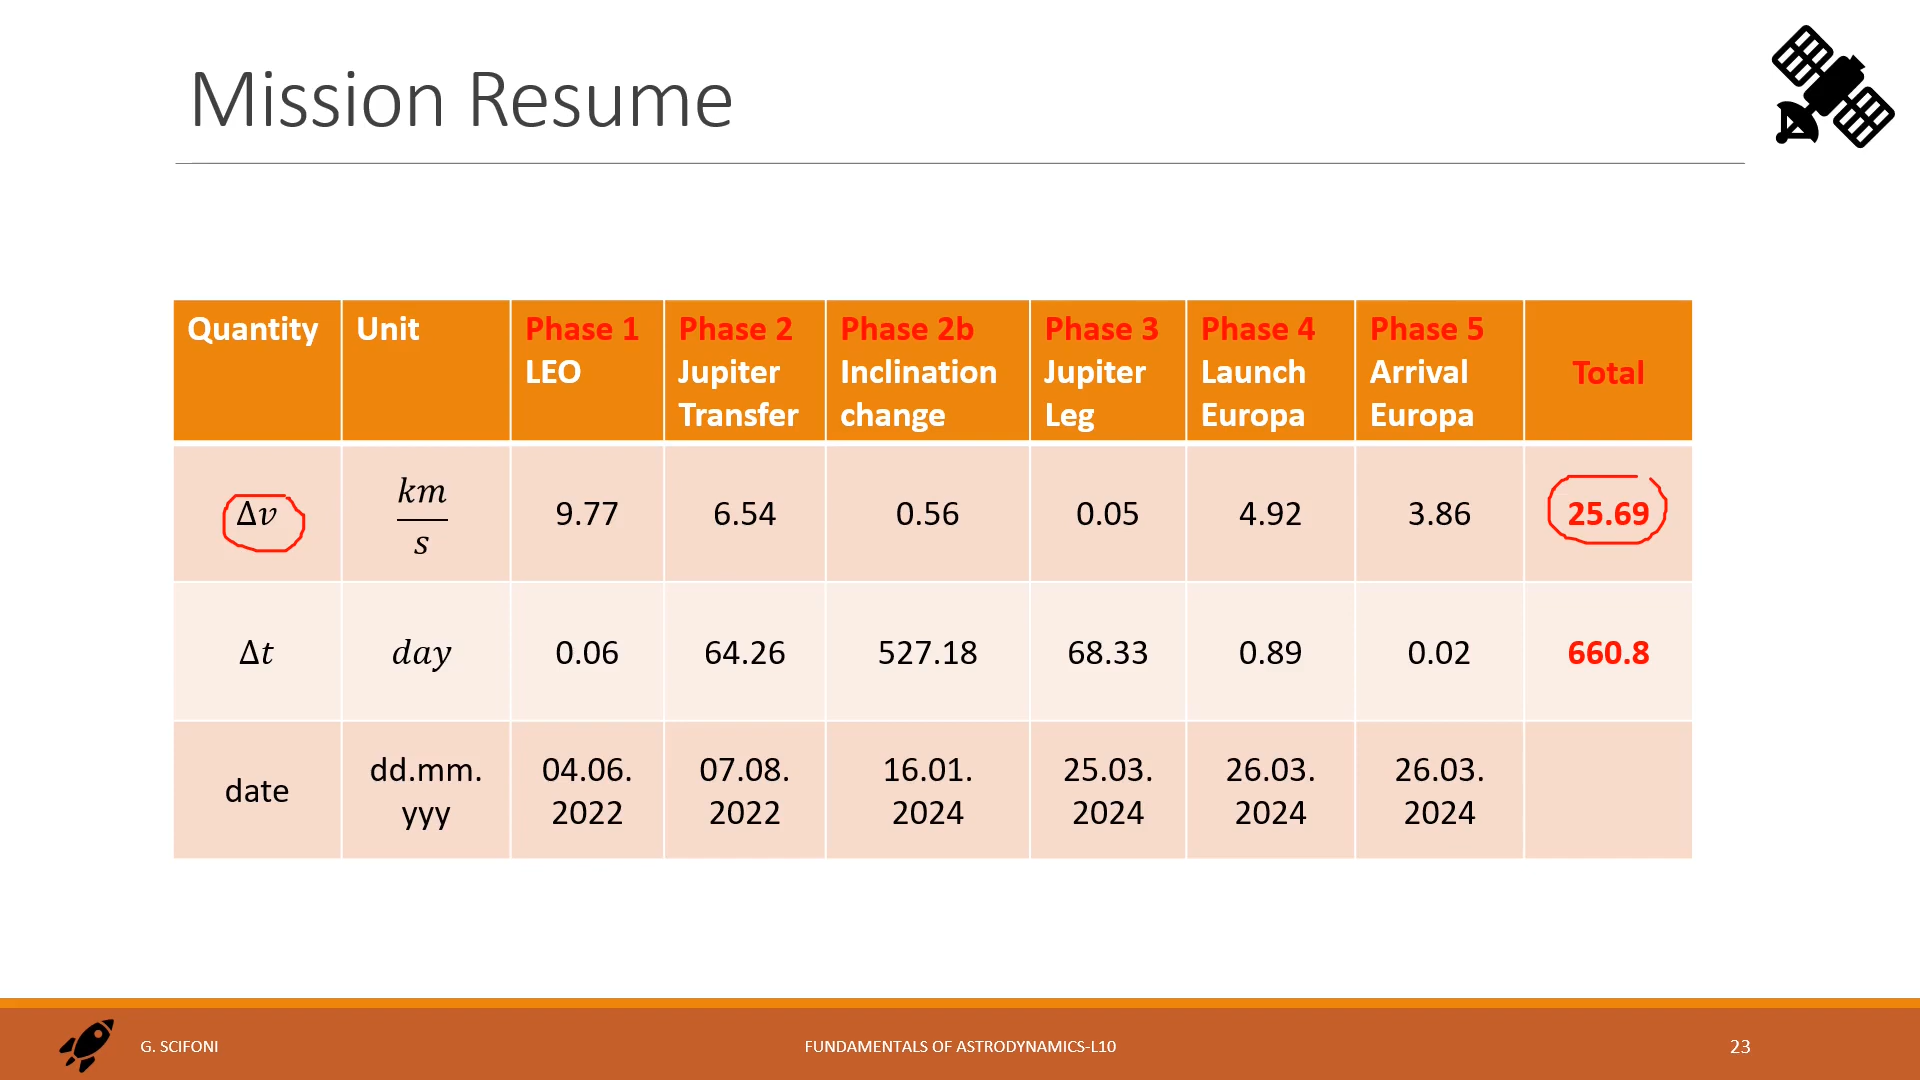 Mission Resume
Quantity Unit Phase 1 LEO Phase 2 Jupiter Transfer Phase 2b Inclination change Phase 3 Jupiter Leg Phase 4 Launch Europa Phase 5 Arrival Europa Total
Δv km/s 9.77 6.54 0.56 0.05 4.92 3.86 25.69
Δt day 0.06 64.26 527.18 68.33 0.89 0.02 660.8
date dd.mm.yyy 04.06.2022 07.08.2022 16.01.2024 25.03.2024 26.03.2024 26.03.2024
G. SCIFONI FUNDAMENTALS OF ASTRODYNAMICS-L10 23